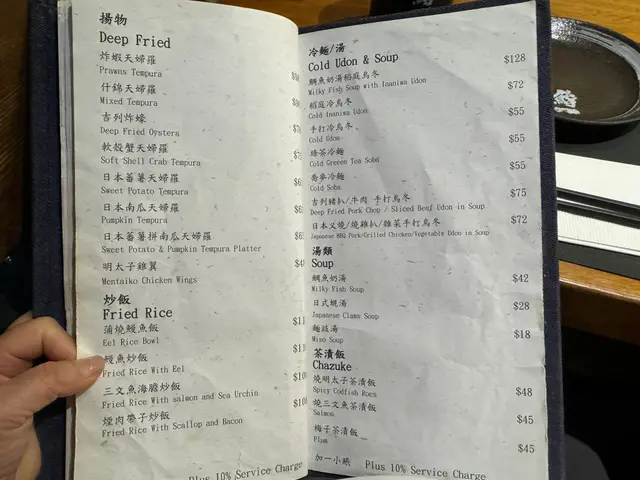 揚物
Deep Fried
炸蝦天婦羅
Prawns Tempura
什錦天婦羅
Mixed Tempura
吉列炸蠔
Deep Fried Oysters
軟殼蟹天婦羅
Soft Shell Crab Tempura
日本蕃薯天婦羅
Sweet Potato Tempura
日本南瓜天婦羅
Pumpkin Tempura
日本蕃薯拼南瓜天婦羅
Sweet Potato & Pumpkin Tempura Platter
明太子雞翼
Mentaiko Chicken Wings
炒飯
Fried Rice
蒲燒鰻魚飯
Eel Rice Bowl
鰻魚炒飯
Fried Rice With Eel
三文魚海膽炒飯
Fried Rice With salmon and Sea Urchin
煙肉帶子炒飯
Fried Rice With Scallop and Bacon
Plus 10% Service Charge
冷麵/湯
Cold Udon & Soup
鯛魚奶湯稻庭烏冬 $128
Milky Fish Soup with Inaniwa Udon
稻庭冷烏冬 $72
Cold Inaniwa Udon
手打冷烏冬 $55
Cold Udon
綠茶冷麵 $55
Cold Greeen Tea Soba
喬麥冷麵 $55
Cold Soba
吉列豬扒/牛肉 手打烏冬 $75
Deep Fried Pork Chop / Sliced Beef Udon in Soup
日本叉燒/燒雞扒/雜菜手打烏冬 $72
Japanese BBQ Pork/Grilled Chicken/Vegetable Udon in Soup
湯類
Soup
鯛魚奶湯 $42
Milky Fish Soup
日式蜆湯 $28
Japanese Clams Soup
麵豉湯 $18
Miso Soup
茶漬飯
Chazuke
燒明太子茶漬飯 $48
Spicy Codfish Roes
燒三文魚茶漬飯 $45
Salmon
梅子茶漬飯 $45
Plum
加一小賬 Plus 10% Service Charge